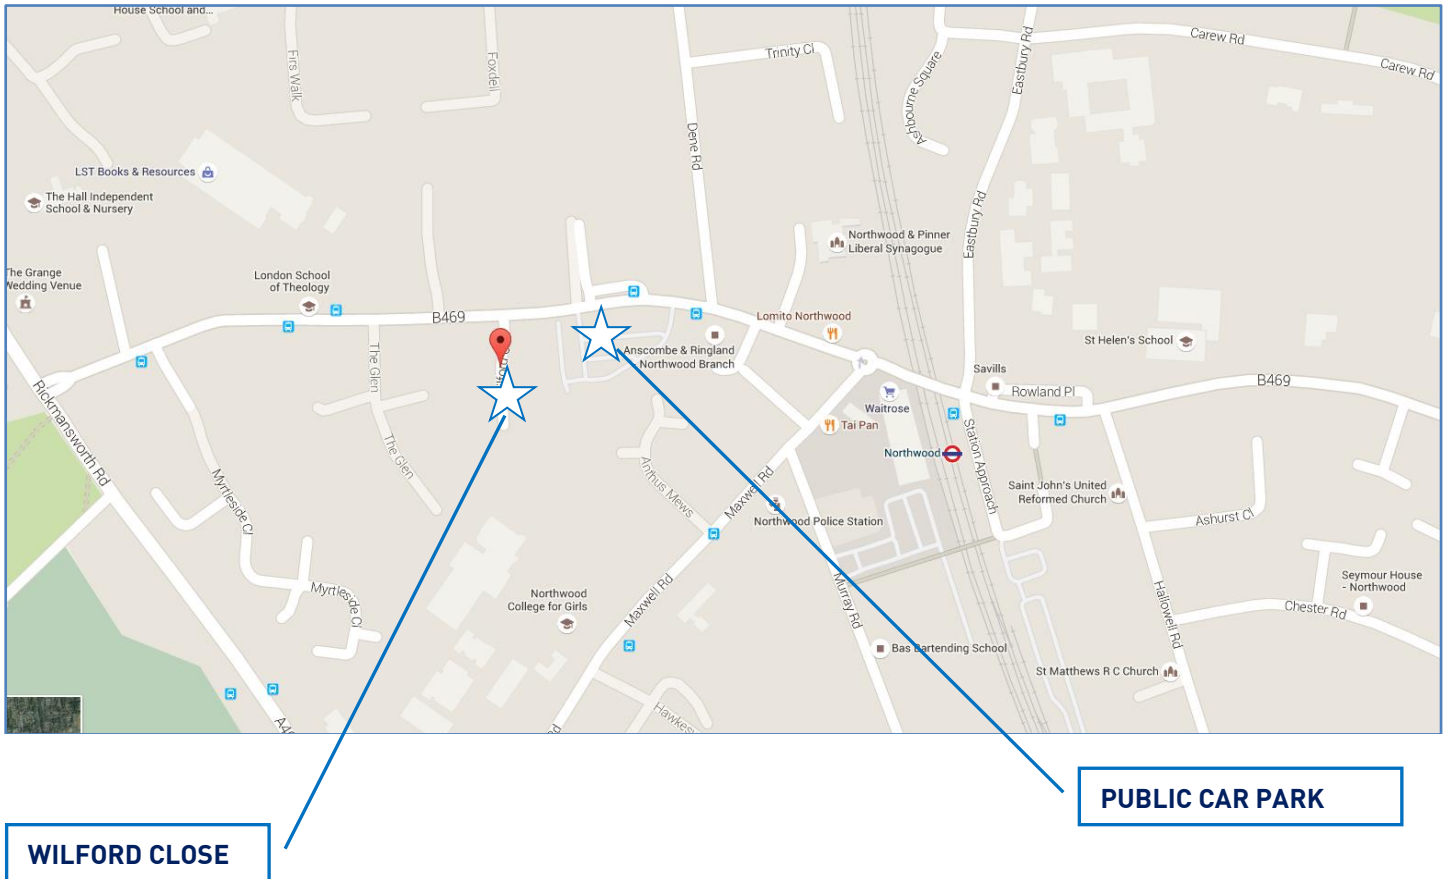 House School and...
Firs Walk
Foxdell
Trinity Cl
Dene Rd
Ashbourne Square
Eastbury Rd
Carew Rd
Carew Rd
LST Books & Resources
The Hall Independent
School & Nursery
Northwood & Pinner
Liberal Synagogue
Eastbury Rd
The Grange
Wedding Venue
London School
of Theology
B469
Lomito Northwood
Anscombe & Ringland
- Northwood Branch
St Helen's School
Savills
Rowland Pl
B469
Waitrose
Tai Pan
The Glen
The Glen
Rickmansworth Rd
Northwood
Station Approach
Annus Mews
Maxwell Rd
Myrtleside Cl
Saint John's United
Reformed Church
Ashurst Cl
Northwood Police Station
Myrtleside Cl
Northwood
College for Girls
Maxwell Rd
Murray Rd
Hallowell Rd
Seymour House
- Northwood
Chester Rd
Bas Bartending School
St Matthews R C Church
PUBLIC CAR PARK
WILFORD CLOSE